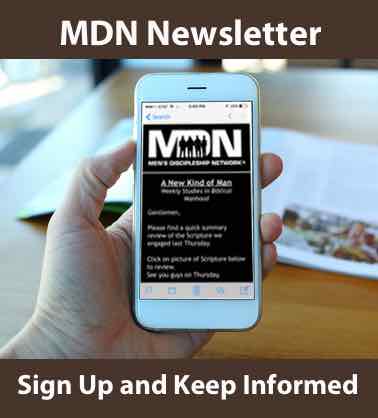 MDN Newsletter
Search
MDN
MEN'S DISCIPLESHIP NETWORK
A New Kind of Man
Weekly Studies in Biblical
Manhood
Gentlemen,
Please find a quick summary
review of the Scripture we
engaged last Thursday.
Click on picture of Scripture below
to review.
See you guys on Thursday.
Sign Up and Keep Informed